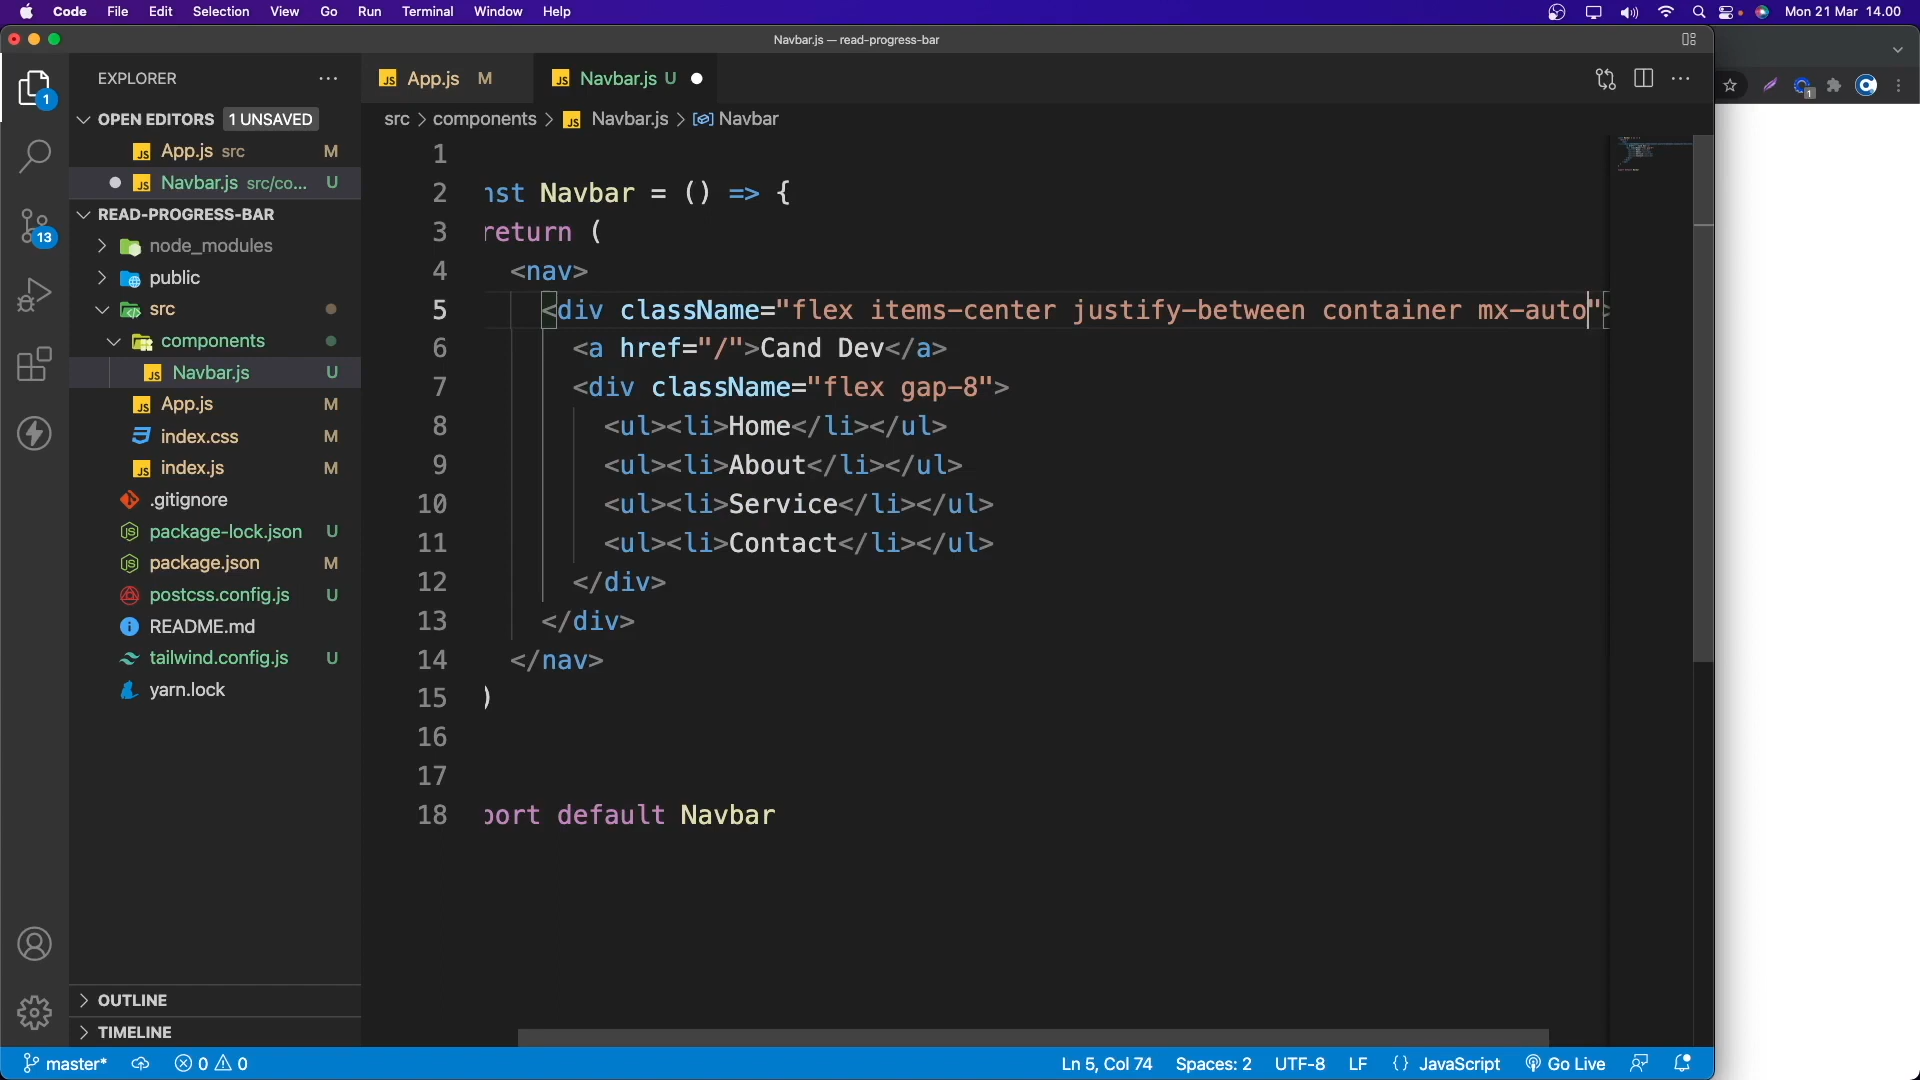 Code File Edit Selection View Go Run Terminal Window Help Mon 21 Mar 14.00
Navbar.js — read-progress-bar
EXPLORER
App.js M
Navbar.js U
OPEN EDITORS 1 UNSAVED
src > components > Navbar.js > Navbar
App.js src M
Navbar.js src/co... U
READ-PROGRESS-BAR
node_modules
public
src
components
Navbar.js U
App.js M
index.css M
index.js M
.gitignore
package-lock.json U
package.json M
postcss.config.js U
README.md
tailwind.config.js U
yarn.lock
OUTLINE
TIMELINE
1
13
1
1
2 nst Navbar = () => {
3 return (
4 <nav>
5 <div className="flex items-center justify-between container mx-auto">
6 <a href="/">Cand Dev</a>
7 <div className="flex gap-8">
8 <ul><li>Home</li></ul>
9 <ul><li>About</li></ul>
10 <ul><li>Service</li></ul>
11 <ul><li>Contact</li></ul>
12 </div>
13 </div>
14 </nav>
15 )
16
17
18 port default Navbar
master* 0 0 Ln 5, Col 74 Spaces: 2 UTF-8 LF {} JavaScript Go Live